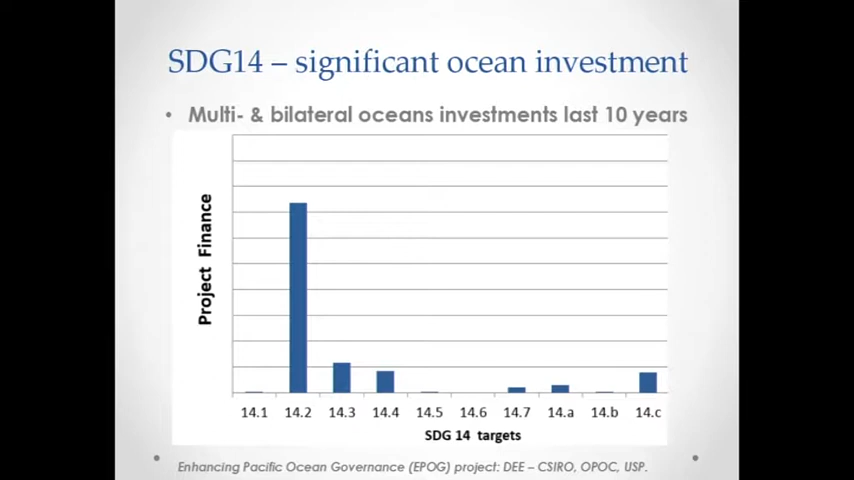 SDG14 – significant ocean investment
• Multi- & bilateral oceans investments last 10 years
Project Finance
14.1 14.2 14.3 14.4 14.5 14.6 14.7 14.a 14.b 14.c
SDG 14 targets
Enhancing Pacific Ocean Governance (EPOG) project: DEE – CSIRO, OPOC, USP.